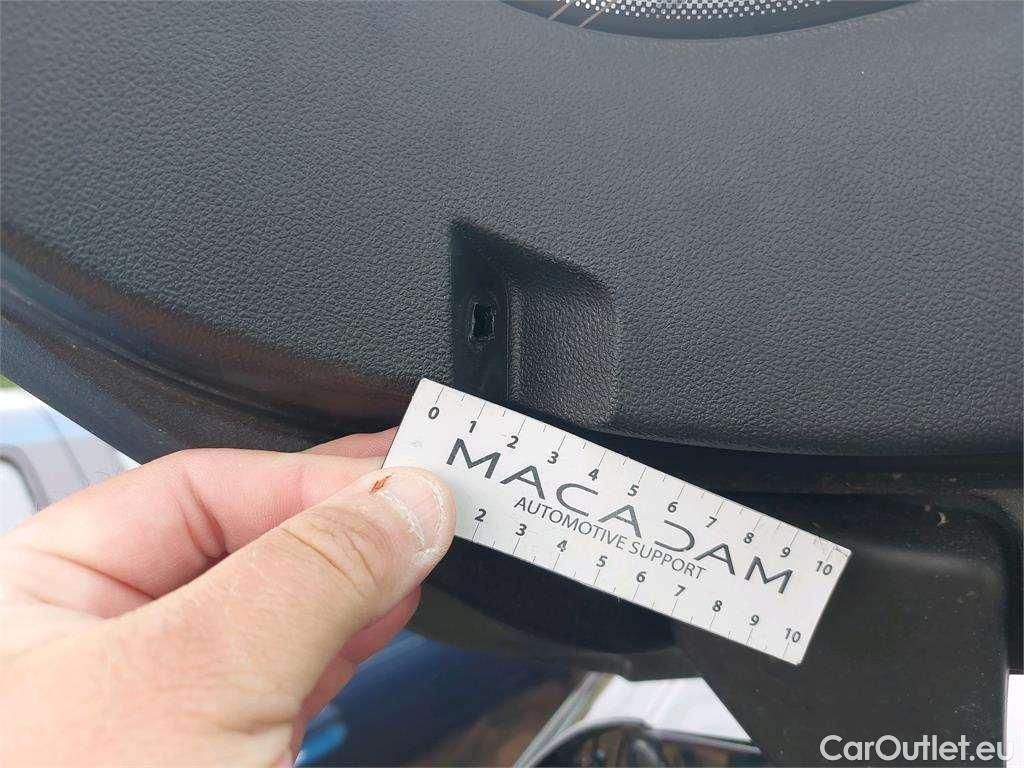 0 1 2 3 4 5 6 7 8 9 10
MACADAM
AUTOMOTIVE SUPPORT
2 3 4 5 6 7 8 9 10
CarOutlet.eu